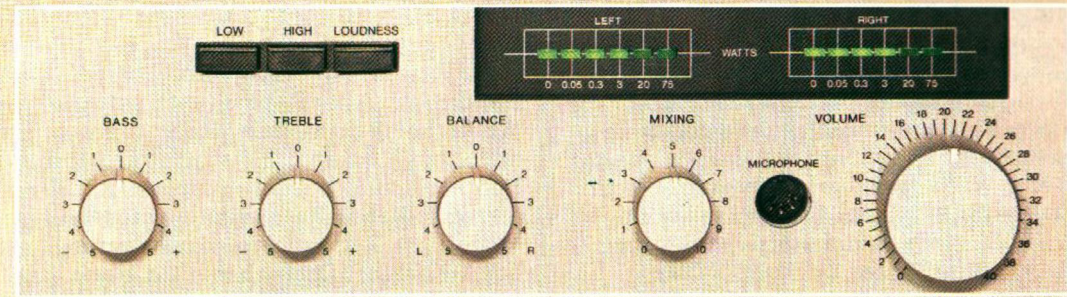 LOW HIGH LOUDNESS
LEFT
WATTS
0 0.05 0.3 3 20 75
RIGHT
0 0.05 0.3 3 20 75
BASS
5 4 3 2 1 0 1 2 3 4 5
- +
TREBLE
5 4 3 2 1 0 1 2 3 4 5
- +
BALANCE
5 4 3 2 1 0 1 2 3 4 5
L R
MIXING
0 1 2 3 4 5 6 7 8 9 10
MICROPHONE
VOLUME
0 2 4 6 8 10 12 14 16 18 20 22 24 26 28 30 32 34 36 38 40